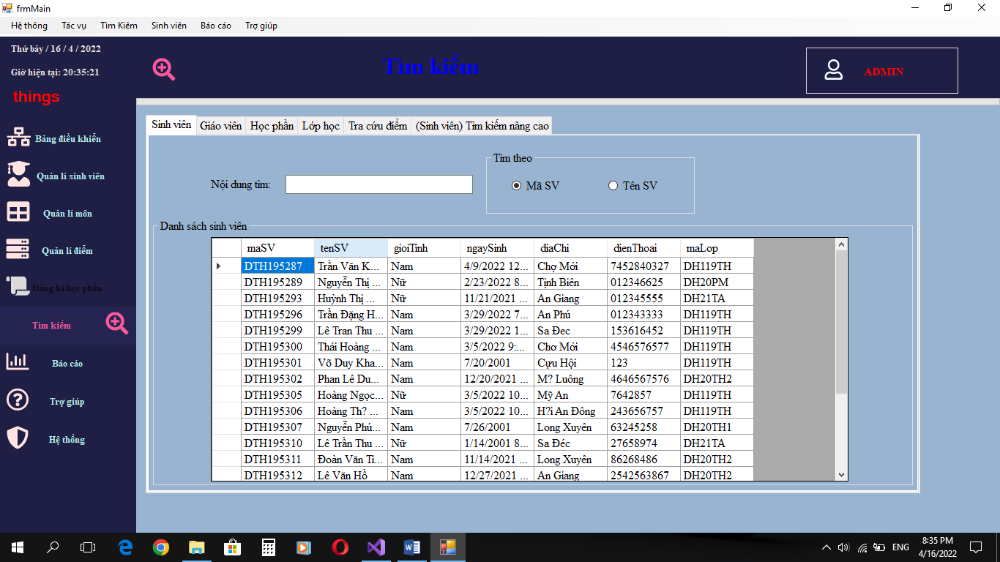 frmMain
Hệ thông Tác vụ Tìm Kiêm Sinh viên Báo cáo Trợ giúp
Thứ bảy / 16 / 4 / 2022
Giờ hiện tại: 20:35:21
things
Tìm kiếm
ADMIN
Bảng điều khiển
Quản lí sinh viên
Quản lí môn
Quản lí điểm
Đăng kí học phần
Tìm kiếm
Báo cáo
Trợ giúp
Hệ thống
Sinh viên Giáo viên Học phần Lớp học Tra cứu điểm (Sinh viên) Tìm kiếm nâng cao
Nội dung tìm:
Tìm theo
Mã SV Tên SV
Danh sách sinh viên
maSV tenSV gioiTinh ngaySinh diaChi dienThoai maLop
DTH195287 Trần Văn K... Nam 4/9/2022 12... Chợ Mới 7452840327 DH119TH
DTH195289 Nguyễn Thị ... Nữ 2/23/2022 8... Tịnh Biên 012346625 DH20PM
DTH195293 Huỳnh Thị ... Nữ 11/21/2021 ... An Giang 012345555 DH21TA
DTH195296 Trần Đặng H... Nam 3/29/2022 7... An Phú 012343333 DH119TH
DTH195299 Lê Tran Thu ... Nam 3/29/2022 1... Sa Đec 153616452 DH119TH
DTH195300 Thái Hoàng ... Nam 3/5/2022 9:... Chơ Mới 4546576577 DH119TH
DTH195301 Võ Duy Kha... Nam 7/20/2001 Cựu Hội 123 DH119TH
DTH195302 Phan Lê Du... Nam 12/20/2021 ... M? Luông 4646567576 DH20TH2
DTH195305 Hoàng Ngọc... Nữ 3/5/2022 10... Mỹ An 7642857 DH119TH
DTH195306 Hoàng Th? ... Nam 3/5/2022 10... H?i An Đông 243656757 DH119TH
DTH195307 Nguyễn Phú... Nam 7/26/2001 Long Xuyên 63245258 DH20TH1
DTH195310 Lê Trần Thu ... Nữ 1/14/2001 8... Sa Đéc 27658974 DH21TA
DTH195311 Đoàn Văn Ti... Nam 11/14/2021 ... Long Xuyên 86268486 DH20TH2
DTH195312 Lê Văn Hồ Nam 12/27/2021 ... An Giang 2542563867 DH20TH2
ENG
8:35 PM
4/16/2022